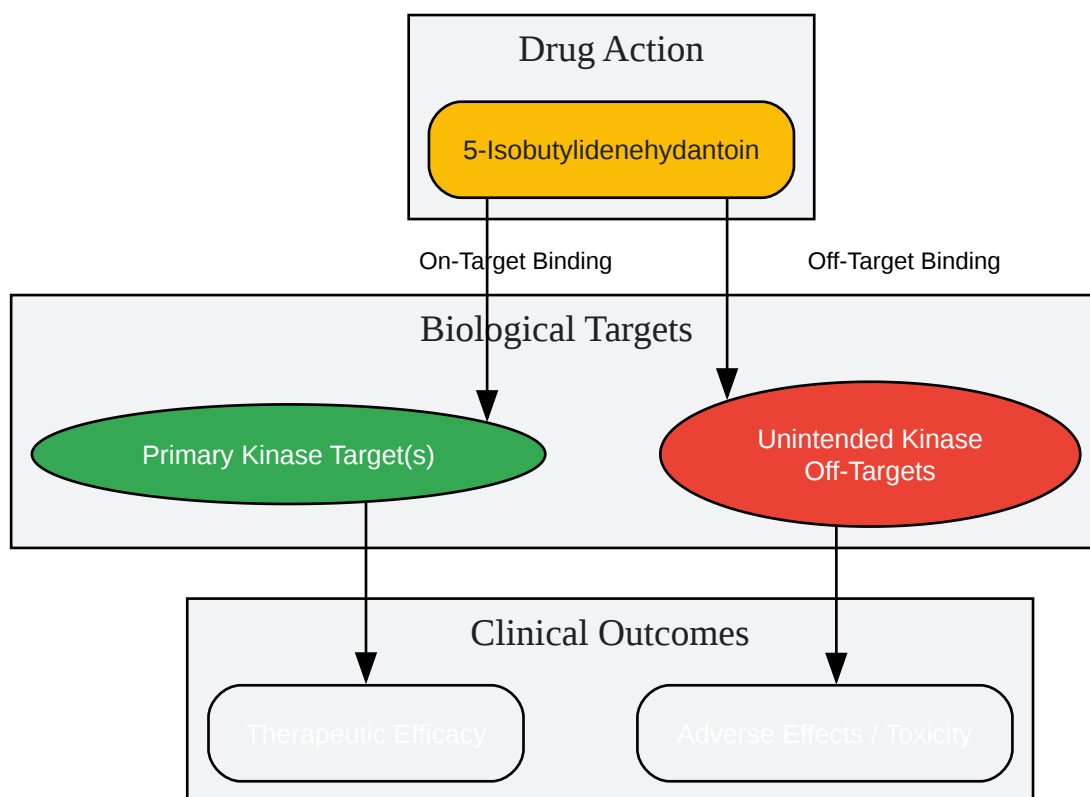 Drug Action
5-Isobutylidenehydantoin
On-Target Binding
Off-Target Binding
Biological Targets
Primary Kinase Target(s)
Unintended Kinase
Off-Targets
Clinical Outcomes
Therapeutic Efficacy
Adverse Effects / Toxicity